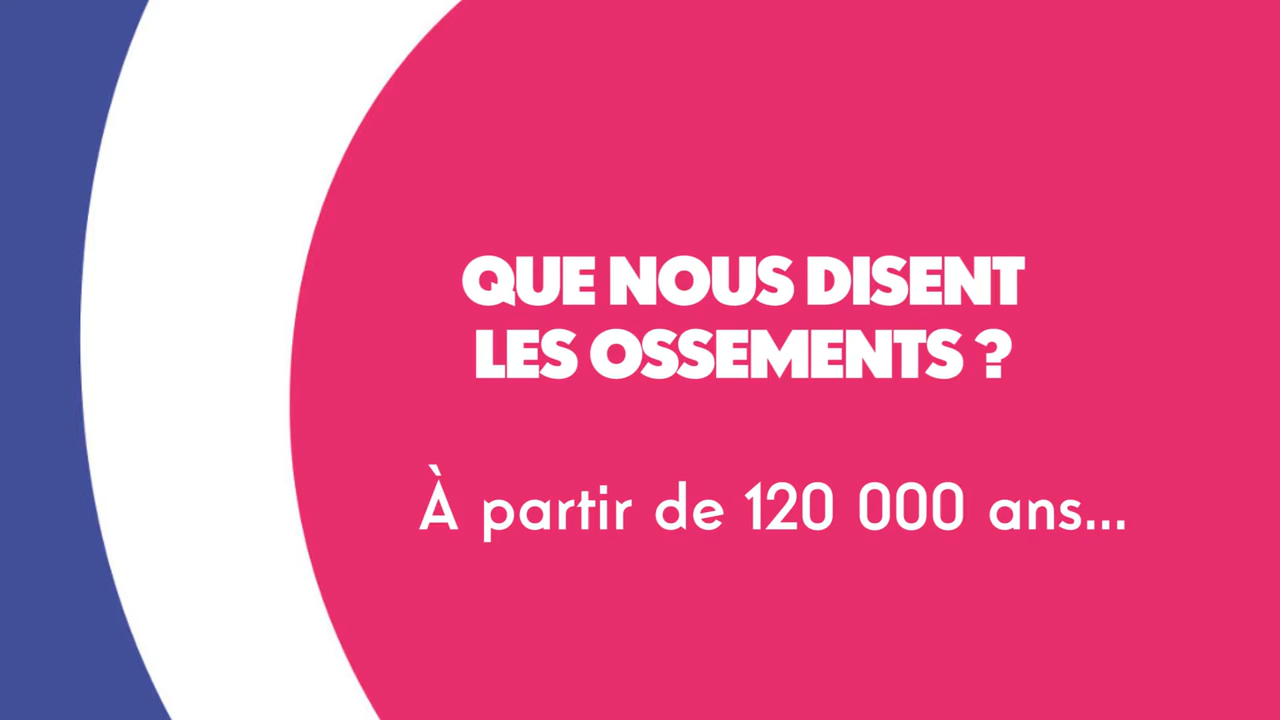 QUE NOUS DISENT
LES OSSEMENTS ?
À partir de 120 000 ans...